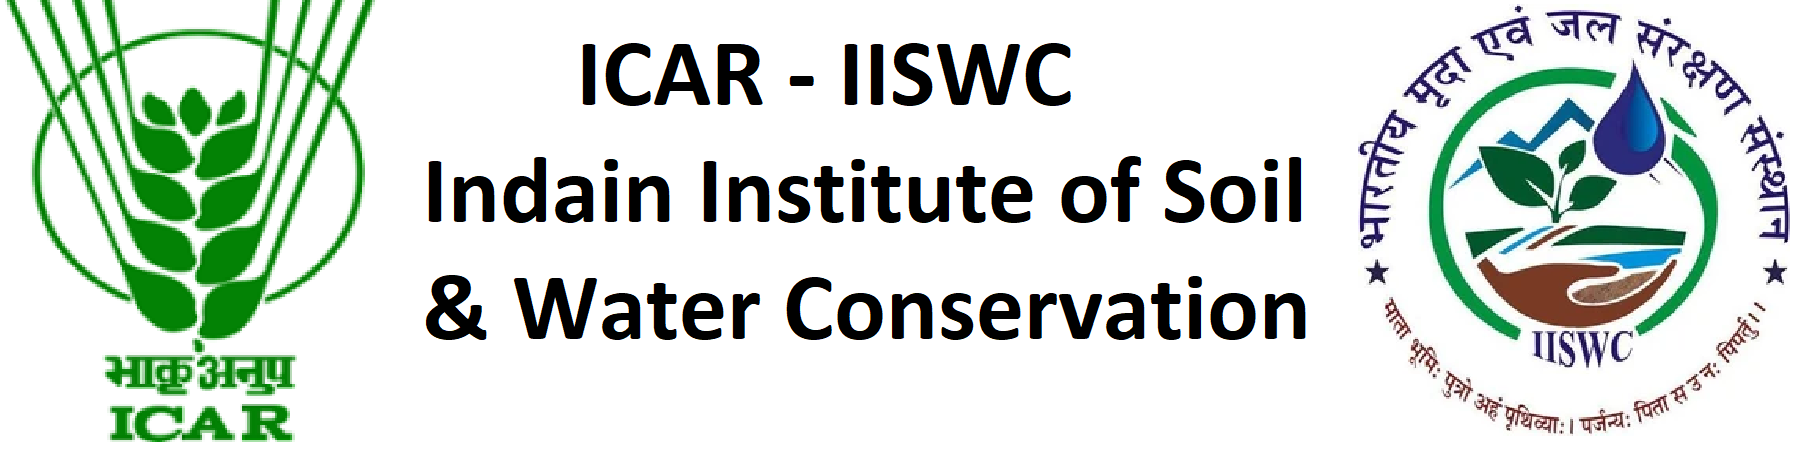 ICAR - IISWC
Indain Institute of Soil
& Water Conservation
भाकृअनुप
ICAR
भारतीय मृदा एवं जल संरक्षण संस्थान
IISWC
माता भूमिः पुत्रो अहं पृथिव्याः। पर्जन्यः पिता स उ नः पिपर्तु।।